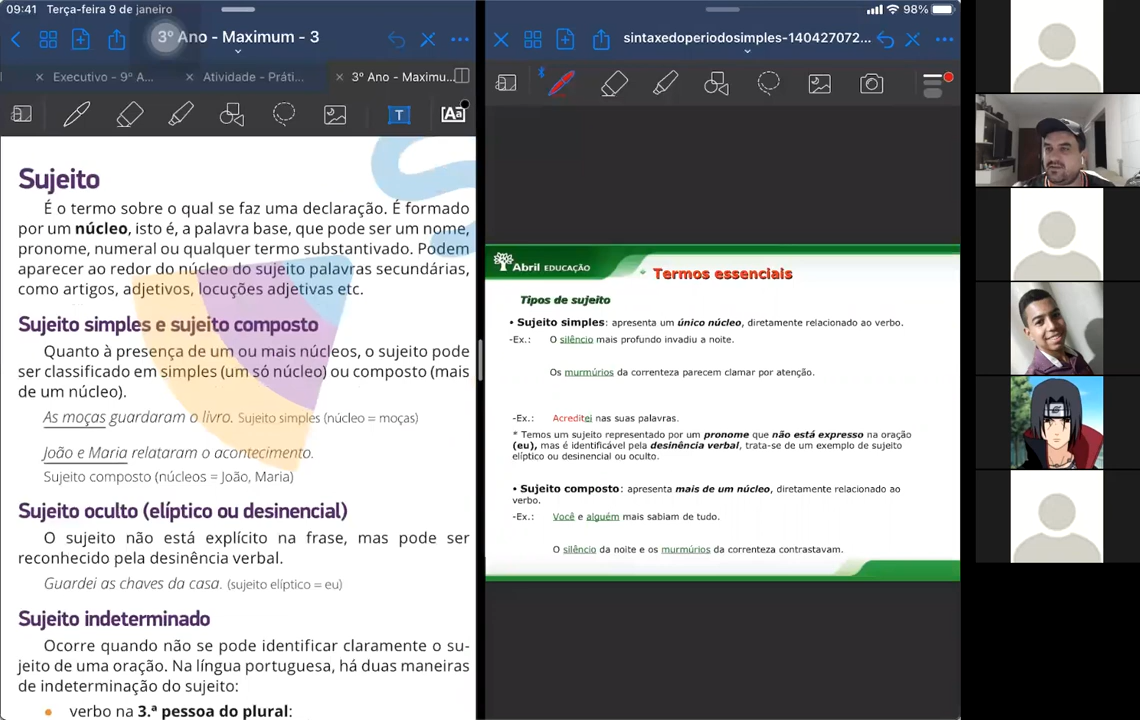 09:41 Terça-feira 9 de janeiro
3º Ano - Maximum - 3
Executivo - 9º A...
Atividade - Práti...
3º Ano - Maximu...
T
Aa
Sujeito
É o termo sobre o qual se faz uma declaração. É formado
por um núcleo, isto é, a palavra base, que pode ser um nome,
pronome, numeral ou qualquer termo substantivado. Podem
aparecer ao redor do núcleo do sujeito palavras secundárias,
como artigos, adjetivos, locuções adjetivas etc.
Sujeito simples e sujeito composto
Quanto à presença de um ou mais núcleos, o sujeito pode
ser classificado em simples (um só núcleo) ou composto (mais
de um núcleo).
As moças guardaram o livro. Sujeito simples (núcleo = moças)
João e Maria relataram o acontecimento.
Sujeito composto (núcleos = João, Maria)
Sujeito oculto (elíptico ou desinencial)
O sujeito não está explícito na frase, mas pode ser
reconhecido pela desinência verbal.
Guardei as chaves da casa. (sujeito elíptico = eu)
Sujeito indeterminado
Ocorre quando não se pode identificar claramente o su-
jeito de uma oração. Na língua portuguesa, há duas maneiras
de indeterminação do sujeito:
• verbo na 3.ª pessoa do plural:
98%
sintaxedoperiodosimples-140427072...
Abril EDUCAÇÃO
Termos essenciais
Tipos de sujeito
• Sujeito simples: apresenta um único núcleo, diretamente relacionado ao verbo.
-Ex.: O silêncio mais profundo invadiu a noite.
Os murmúrios da correnteza parecem clamar por atenção.
-Ex.: Acreditei nas suas palavras.
* Temos um sujeito representado por um pronome que não está expresso na oração
(eu), mas é identificável pela desinência verbal, trata-se de um exemplo de sujeito
elíptico ou desinencial ou oculto.
• Sujeito composto: apresenta mais de um núcleo, diretamente relacionado ao
verbo.
-Ex.: Você e alguém mais sabiam de tudo.
O silêncio da noite e os murmúrios da correnteza contrastavam.